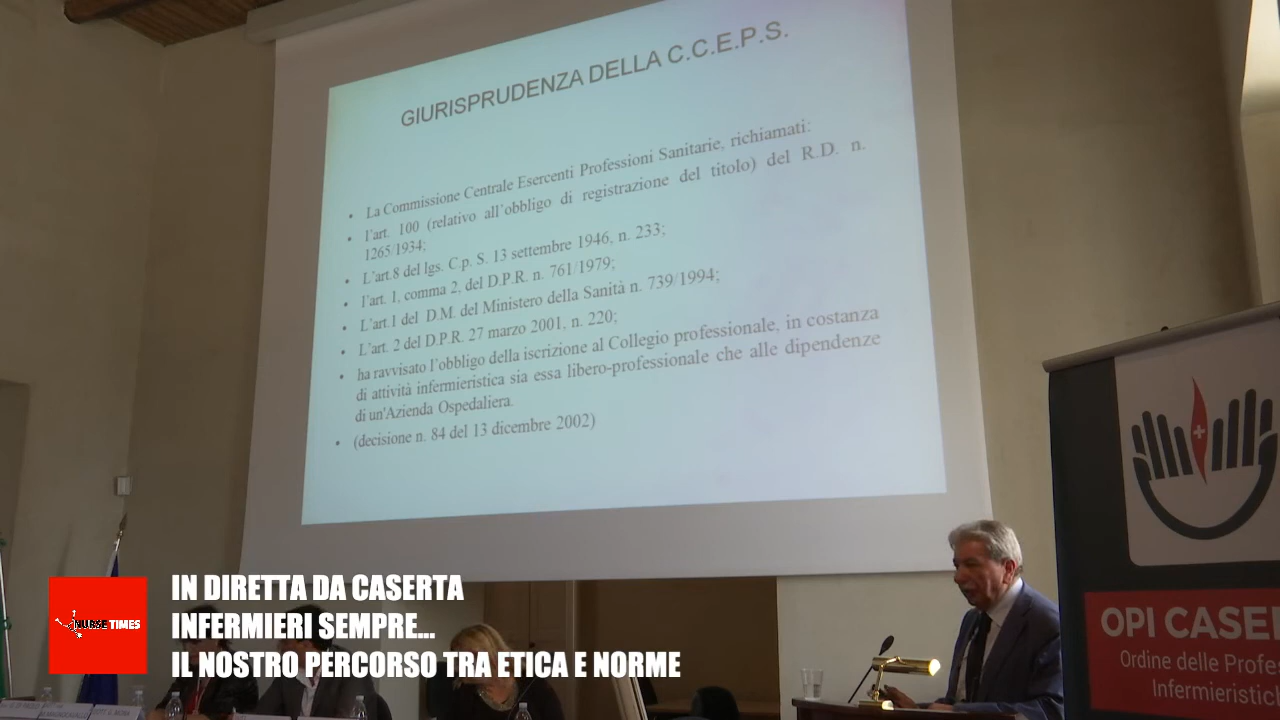 GIURISPRUDENZA DELLA C.C.E.P.S.
• La Commissione Centrale Esercenti Professioni Sanitarie, richiamati:
• l'art. 100 (relativo all'obbligo di registrazione del titolo) del R.D. n.
1265/1934;
• L'art.8 del lgs. C.p. S. 13 settembre 1946, n. 233;
• l'art. 1, comma 2, del D.P.R. n. 761/1979;
• L'art.1 del D.M. del Ministero della Sanità n. 739/1994;
• L'art. 2 del D.P.R. 27 marzo 2001, n. 220;
• ha ravvisato l'obbligo della iscrizione al Collegio professionale, in costanza
di attività infermieristica sia essa libero-professionale che alle dipendenze
di un'Azienda Ospedaliera.
• (decisione n. 84 del 13 dicembre 2002)
OPI CASE
Ordine delle Profe
Infermieristich
NURSE TIMES
IN DIRETTA DA CASERTA
INFERMIERI SEMPRE...
IL NOSTRO PERCORSO TRA ETICA E NORME